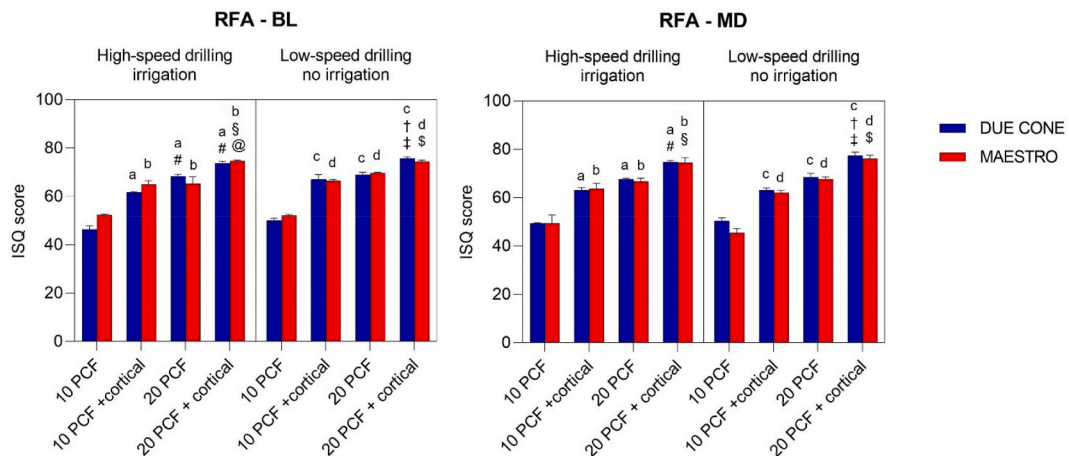 RFA - BL
High-speed drilling
irrigation
Low-speed drilling
no irrigation
ISQ score
100
80
60
40
20
0
a
b
a
#
b
a
#
b
§
@
c
d
c
d
c
†
‡
d
$
10 PCF
10 PCF +cortical
20 PCF
20 PCF + cortical
10 PCF
10 PCF +cortical
20 PCF
20 PCF + cortical
RFA - MD
High-speed drilling
irrigation
Low-speed drilling
no irrigation
ISQ score
100
80
60
40
20
0
a
b
a
b
a
#
b
§
c
d
c
d
c
†
‡
d
$
10 PCF
10 PCF +cortical
20 PCF
20 PCF + cortical
10 PCF
10 PCF +cortical
20 PCF
20 PCF + cortical
DUE CONE
MAESTRO